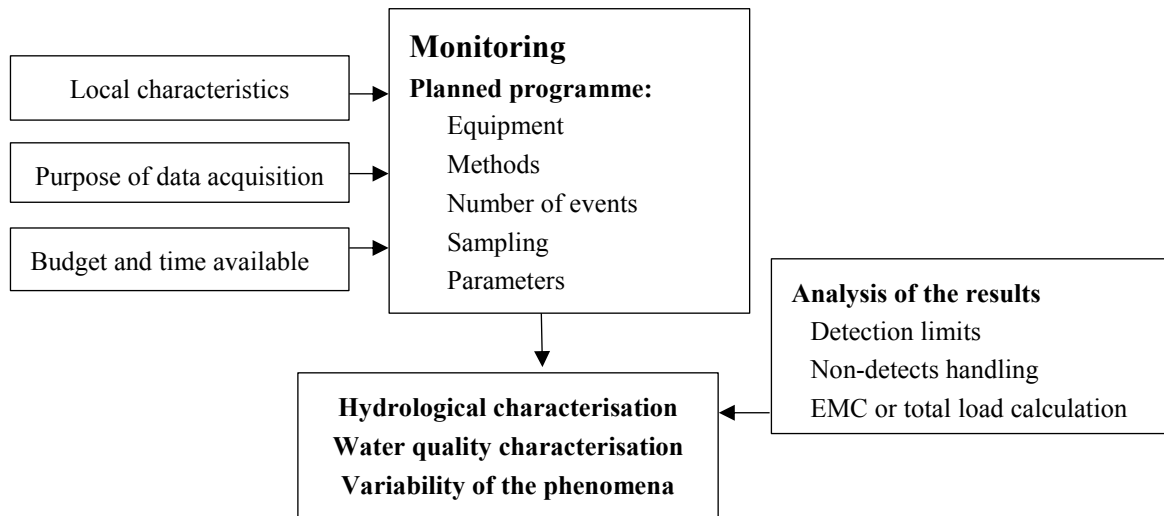 Local characteristics
Purpose of data acquisition
Budget and time available
Monitoring
Planned programme:
Equipment
Methods
Number of events
Sampling
Parameters
Analysis of the results
Detection limits
Non-detects handling
EMC or total load calculation
Hydrological characterisation
Water quality characterisation
Variability of the phenomena